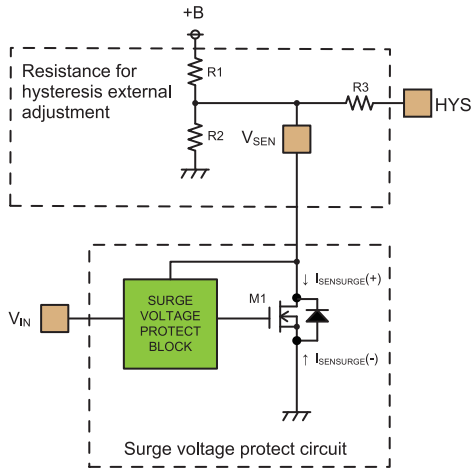 +B
Resistance for
hysteresis external
adjustment
R1
R2
R3
HYS
VSEN
VIN
SURGE
VOLTAGE
PROTECT
BLOCK
M1
↓ ISENSURGE(+)
↑ ISENSURGE(-)
Surge voltage protect circuit